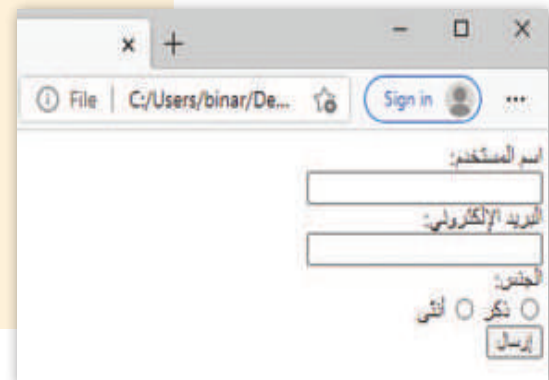 File | C:/Users/binar/De... Sign in
اسم المستخدم:
البريد الإلكتروني:
الجنس:
ذكر أنثى
إرسال